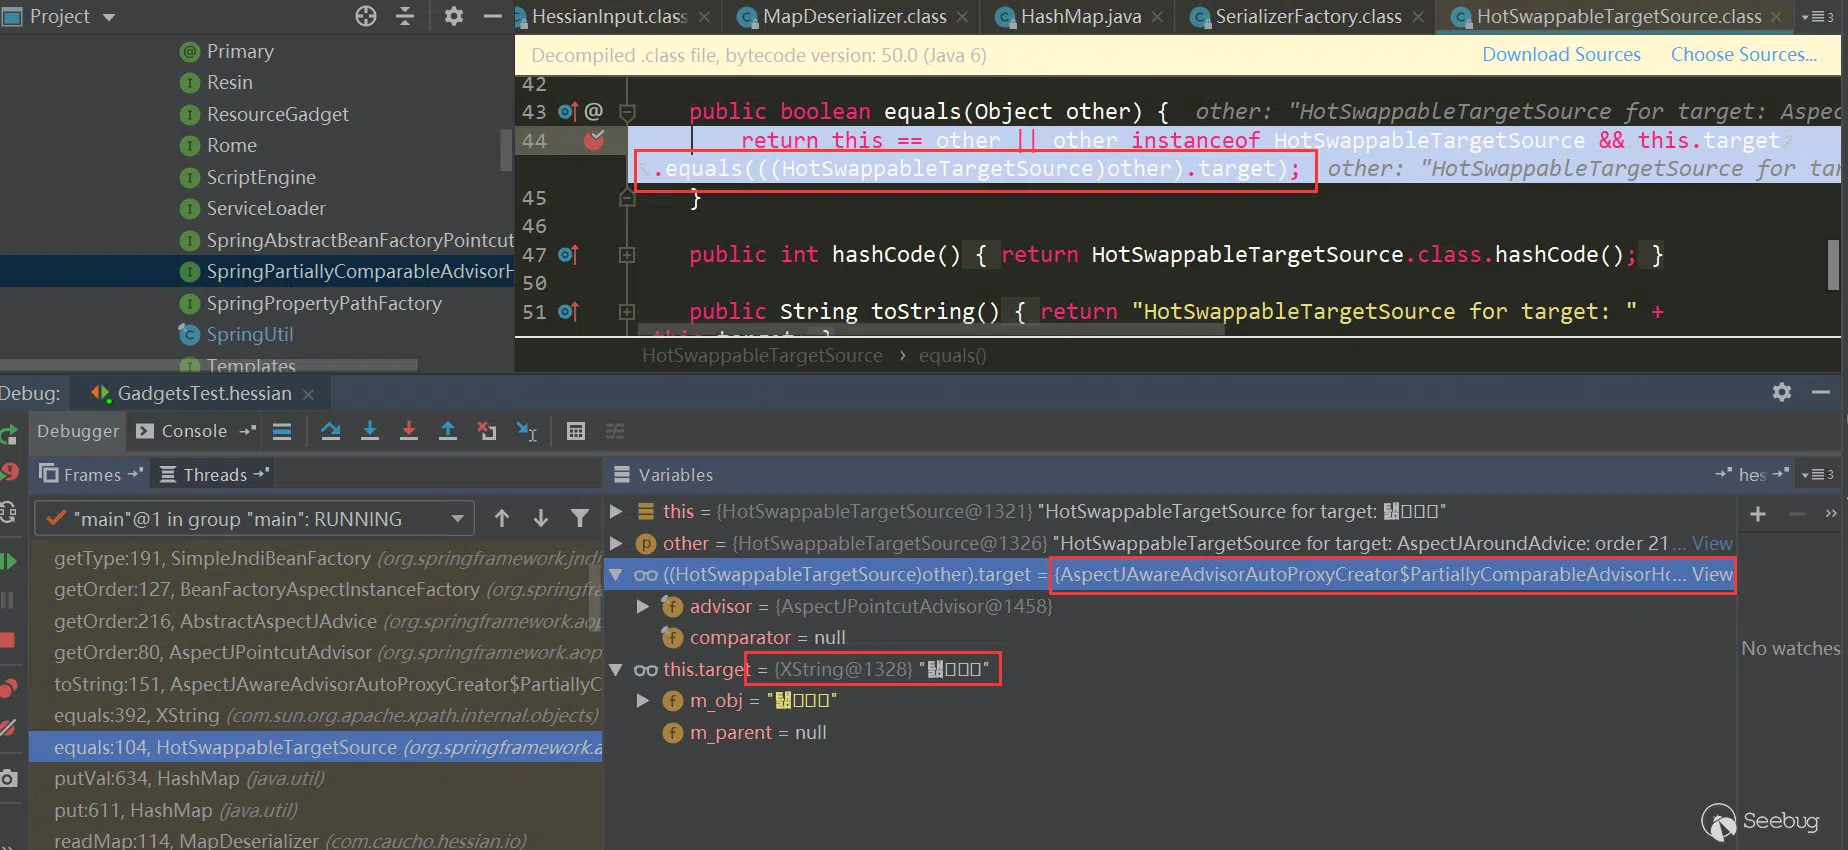 Project
HessianInput.class
MapDeserializer.class
HashMap.java
SerializerFactory.class
HotSwappableTargetSource.class
3
Primary
Resin
ResourceGadget
Rome
ScriptEngine
ServiceLoader
SpringAbstractBeanFactoryPointcut
SpringPartiallyComparableAdvisorH
SpringPropertyPathFactory
SpringUtil
Templates
Decompiled .class file, bytecode version: 50.0 (Java 6)
Download Sources
Choose Sources...
42
43 @ public boolean equals(Object other) { other: "HotSwappableTargetSource for target: Aspec
44 return this == other || other instanceof HotSwappableTargetSource && this.target
.equals(((HotSwappableTargetSource)other).target); other: "HotSwappableTargetSource for tar
45 }
46
47 public int hashCode() { return HotSwappableTargetSource.class.hashCode(); }
50
51 public String toString() { return "HotSwappableTargetSource for target: " +
HotSwappableTargetSource › equals()
Debug: GadgetsTest.hessian
Debugger Console
Frames Threads
"main"@1 in group "main": RUNNING
getType:191, SimpleJndiBeanFactory (org.springframework.jndi
getOrder:127, BeanFactoryAspectInstanceFactory (org.springfr
getOrder:216, AbstractAspectJAdvice (org.springframework.aop
getOrder:80, AspectJPointcutAdvisor (org.springframework.aop
toString:151, AspectJAwareAdvisorAutoProxyCreator$PartiallyC
equals:392, XString (com.sun.org.apache.xpath.internal.objects)
equals:104, HotSwappableTargetSource (org.springframework.a
putVal:634, HashMap (java.util)
put:611, HashMap (java.util)
readMap:114, MapDeserializer (com.caucho.hessian.io)
Variables
hes
3
this = {HotSwappableTargetSource@1321} "HotSwappableTargetSource for target:
other = {HotSwappableTargetSource@1326} "HotSwappableTargetSource for target: AspectJAroundAdvice: order 21... View
((HotSwappableTargetSource)other).target = {AspectJAwareAdvisorAutoProxyCreator$PartiallyComparableAdvisorHo... View
advisor = {AspectJPointcutAdvisor@1458}
comparator = null
this.target = {XString@1328}
m_obj =
m_parent = null
No watches
Seebug